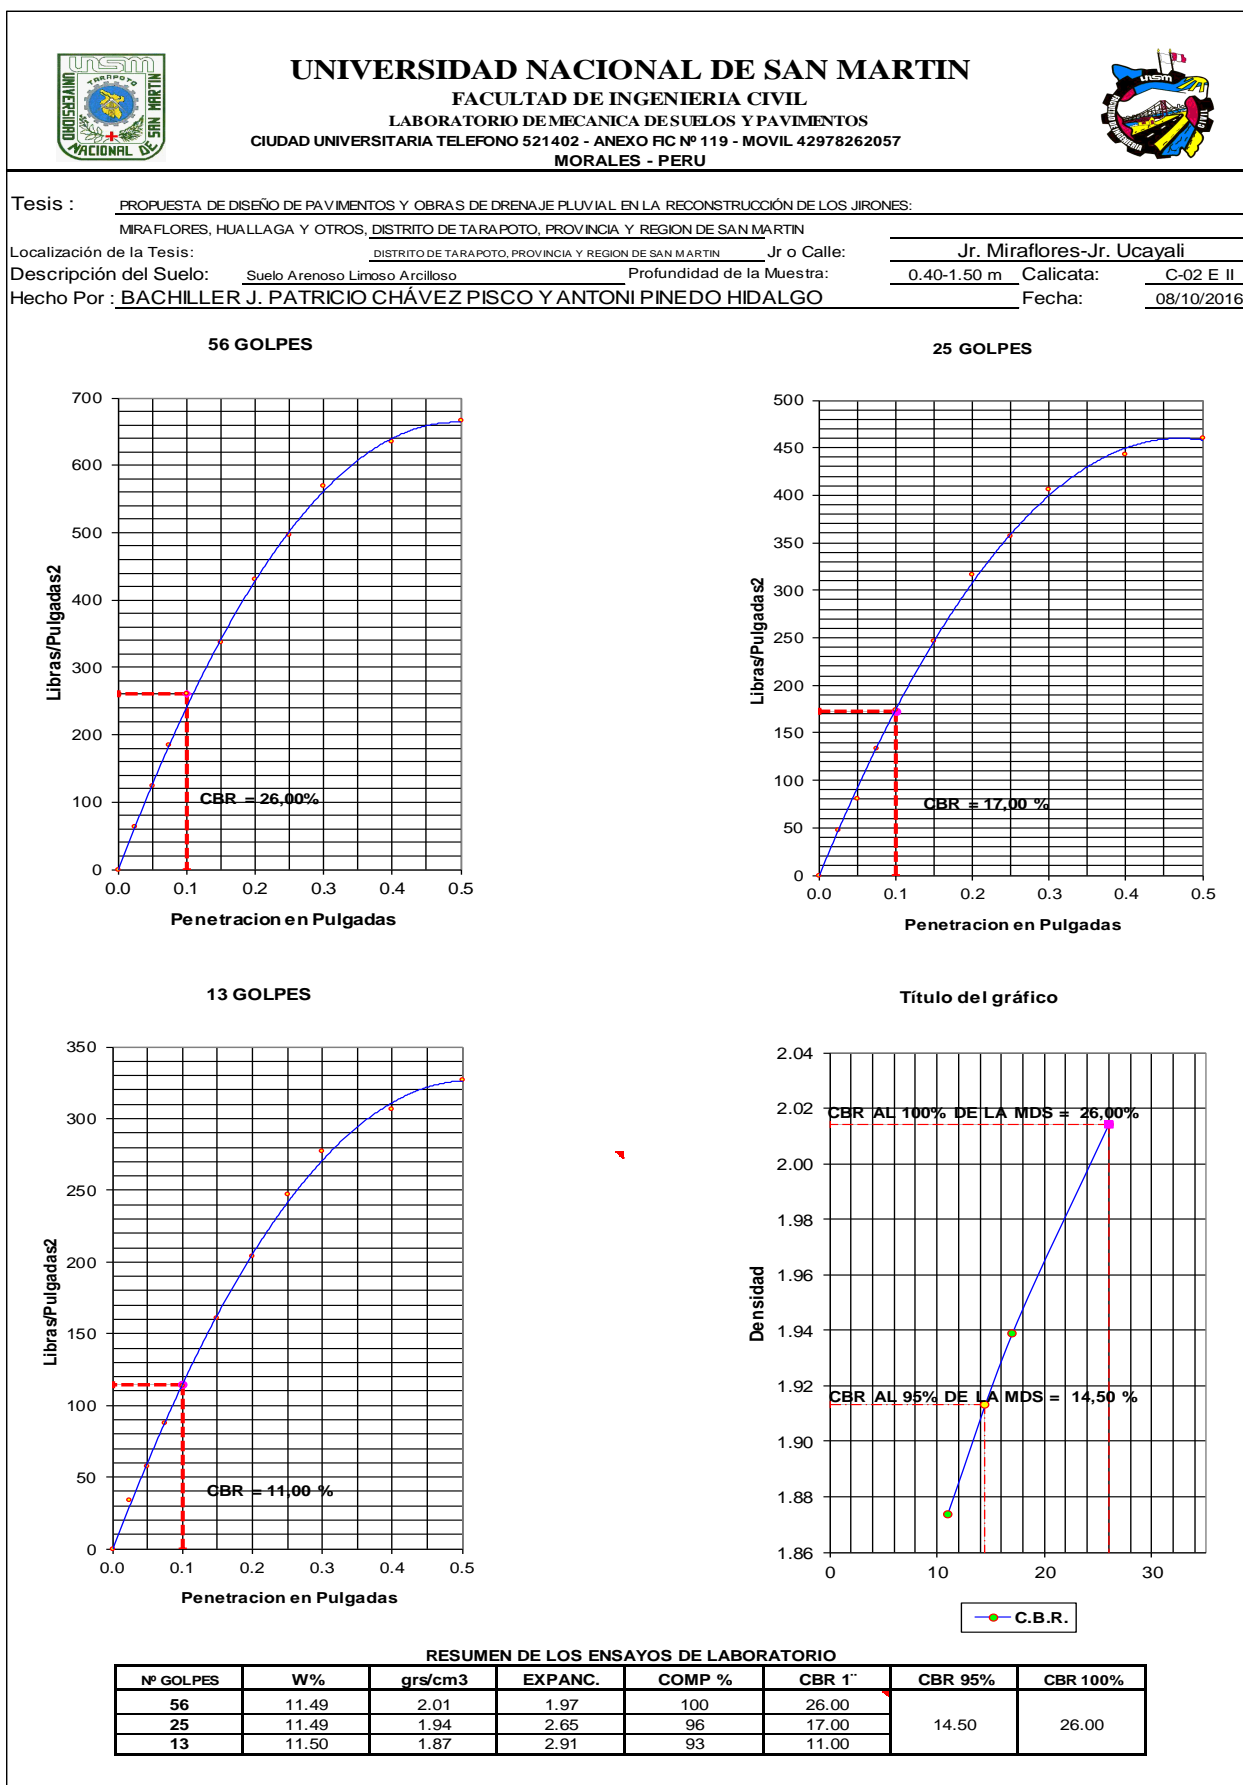 UNSM
TARAPOTO
UNIVERSIDAD NACIONAL DE SAN MARTIN
UNIVERSIDAD NACIONAL DE SAN MARTIN
FACULTAD DE INGENIERIA CIVIL
LABORATORIO DE MECANICA DE SUELOS Y PAVIMENTOS
CIUDAD UNIVERSITARIA TELEFONO 521402 - ANEXO FIC Nº 119 - MOVIL 42978262057
MORALES - PERU
Tesis : PROPUESTA DE DISEÑO DE PAVIMENTOS Y OBRAS DE DRENAJE PLUVIAL EN LA RECONSTRUCCIÓN DE LOS JIRONES:
MIRAFLORES, HUALLAGA Y OTROS, DISTRITO DE TARAPOTO, PROVINCIA Y REGION DE SAN MARTIN
Localización de la Tesis: DISTRITO DE TARAPOTO, PROVINCIA Y REGION DE SAN MARTIN Jr o Calle: Jr. Miraflores-Jr. Ucayali
Descripción del Suelo: Suelo Arenoso Limoso Arcilloso Profundidad de la Muestra: 0.40-1.50 m Calicata: C-02 E II
Hecho Por : BACHILLER J. PATRICIO CHÁVEZ PISCO Y ANTONI PINEDO HIDALGO Fecha: 08/10/2016
56 GOLPES
700
600
500
400
300
200
100
0
Libras/Pulgadas2
CBR = 26,00%
0.0 0.1 0.2 0.3 0.4 0.5
Penetracion en Pulgadas
25 GOLPES
500
450
400
350
300
250
200
150
100
50
0
Libras/Pulgadas2
CBR = 17,00 %
0.0 0.1 0.2 0.3 0.4 0.5
Penetracion en Pulgadas
13 GOLPES
350
300
250
200
150
100
50
0
Libras/Pulgadas2
CBR = 11,00 %
0.0 0.1 0.2 0.3 0.4 0.5
Penetracion en Pulgadas
Título del gráfico
2.04
2.02
2.00
1.98
1.96
1.94
1.92
1.90
1.88
1.86
Densidad
CBR AL 100% DE LA MDS = 26,00%
CBR AL 95% DE LA MDS = 14,50 %
0 10 20 30
C.B.R.
RESUMEN DE LOS ENSAYOS DE LABORATORIO
Nº GOLPES W% grs/cm3 EXPANC. COMP % CBR 1¨ CBR 95% CBR 100%
56 11.49 2.01 1.97 100 26.00
25 11.49 1.94 2.65 96 17.00 14.50 26.00
13 11.50 1.87 2.91 93 11.00